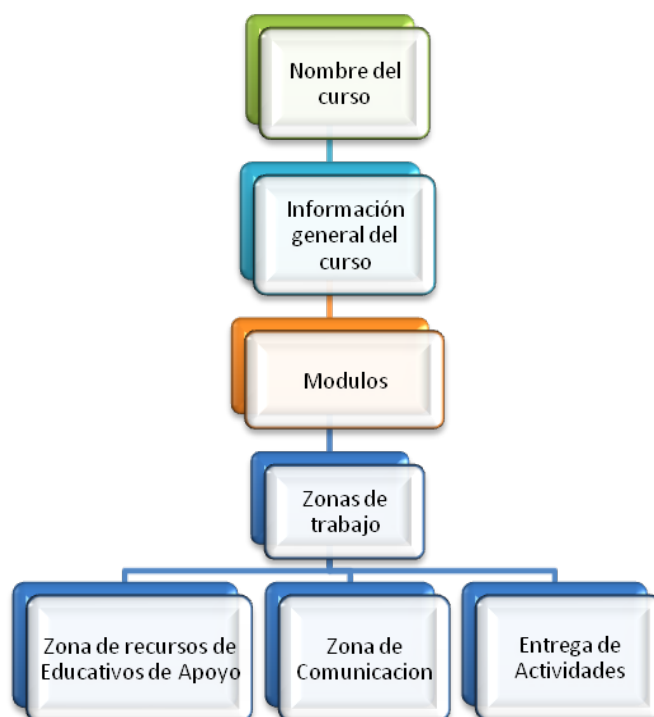 Nombre del
curso
Información
general del
curso
Modulos
Zonas de
trabajo
Zona de recursos de
Educativos de Apoyo
Zona de
Comunicacion
Entrega de
Actividades